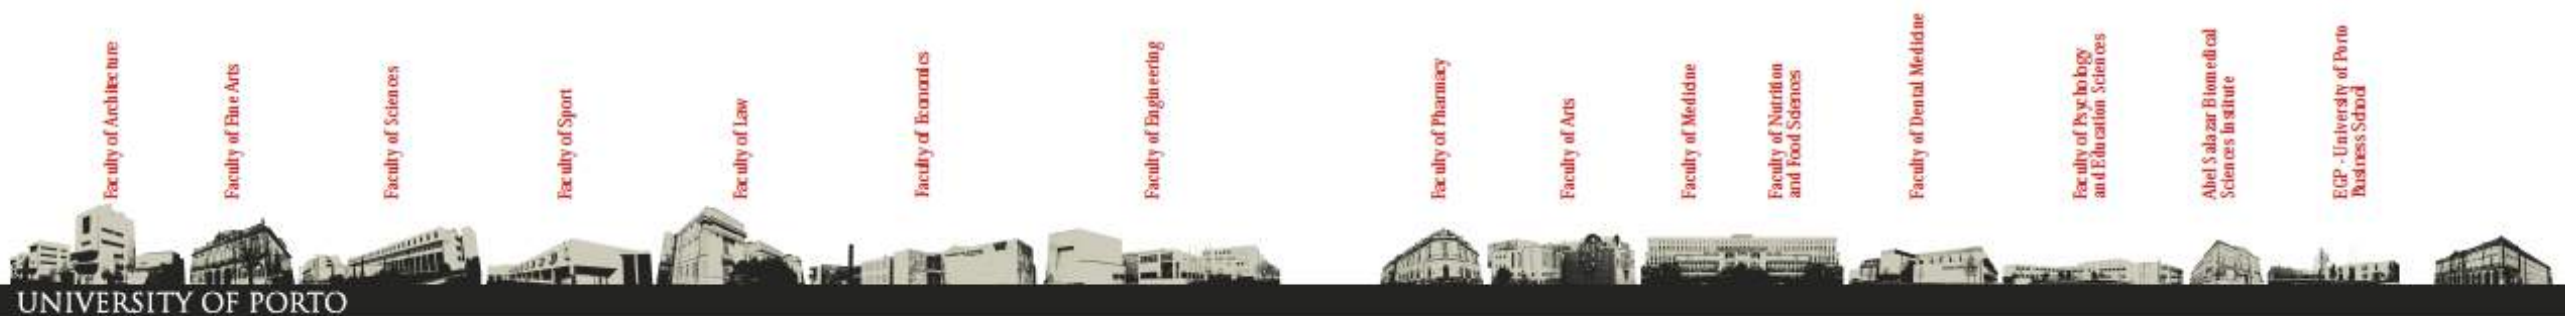 Faculty of Architecture
Faculty of Fine Arts
Faculty of Sciences
Faculty of Sport
Faculty of Law
Faculty of Economics
Faculty of Engineering
Faculty of Pharmacy
Faculty of Arts
Faculty of Medicine
Faculty of Nutrition
and Food Sciences
Faculty of Dental Medicine
Faculty of Psychology
and Education Sciences
Abel Salazar Biomedical
Sciences Institute
EGP - University of Porto
Business School
UNIVERSITY OF PORTO